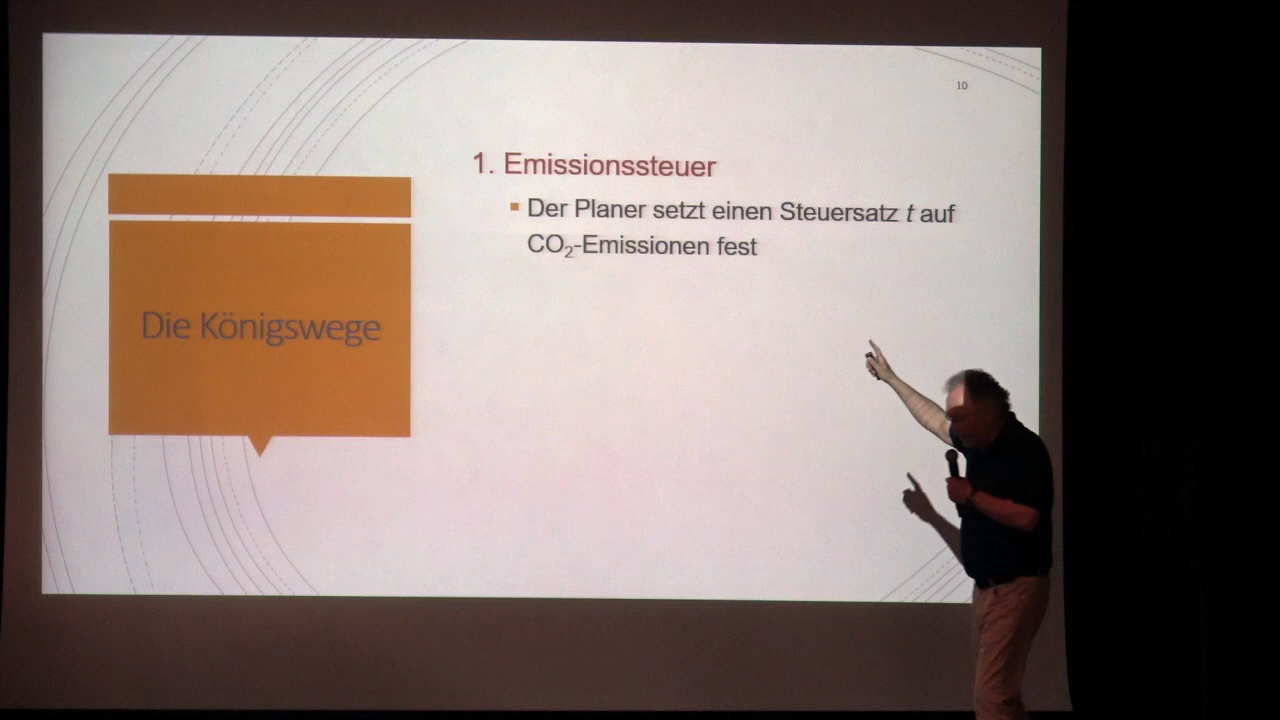 10
Die Königswege
1. Emissionssteuer
▪ Der Planer setzt einen Steuersatz t auf
CO₂-Emissionen fest